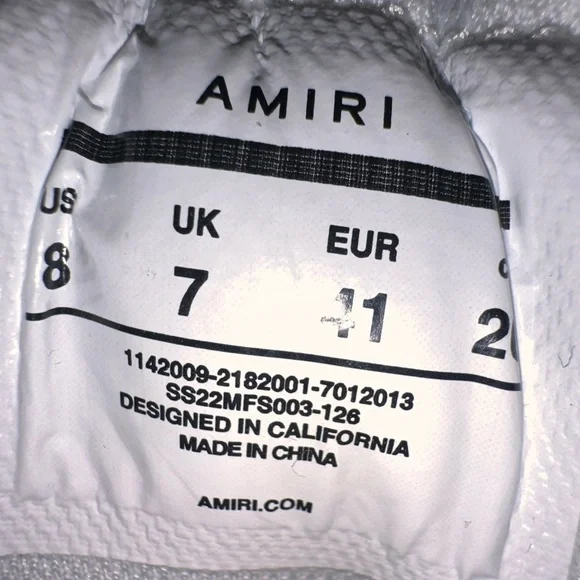 AMIRI
US UK EUR
8 7 41
1142009-2182001-7012013
SS22MFS003-126
DESIGNED IN CALIFORNIA
MADE IN CHINA
AMIRI.COM